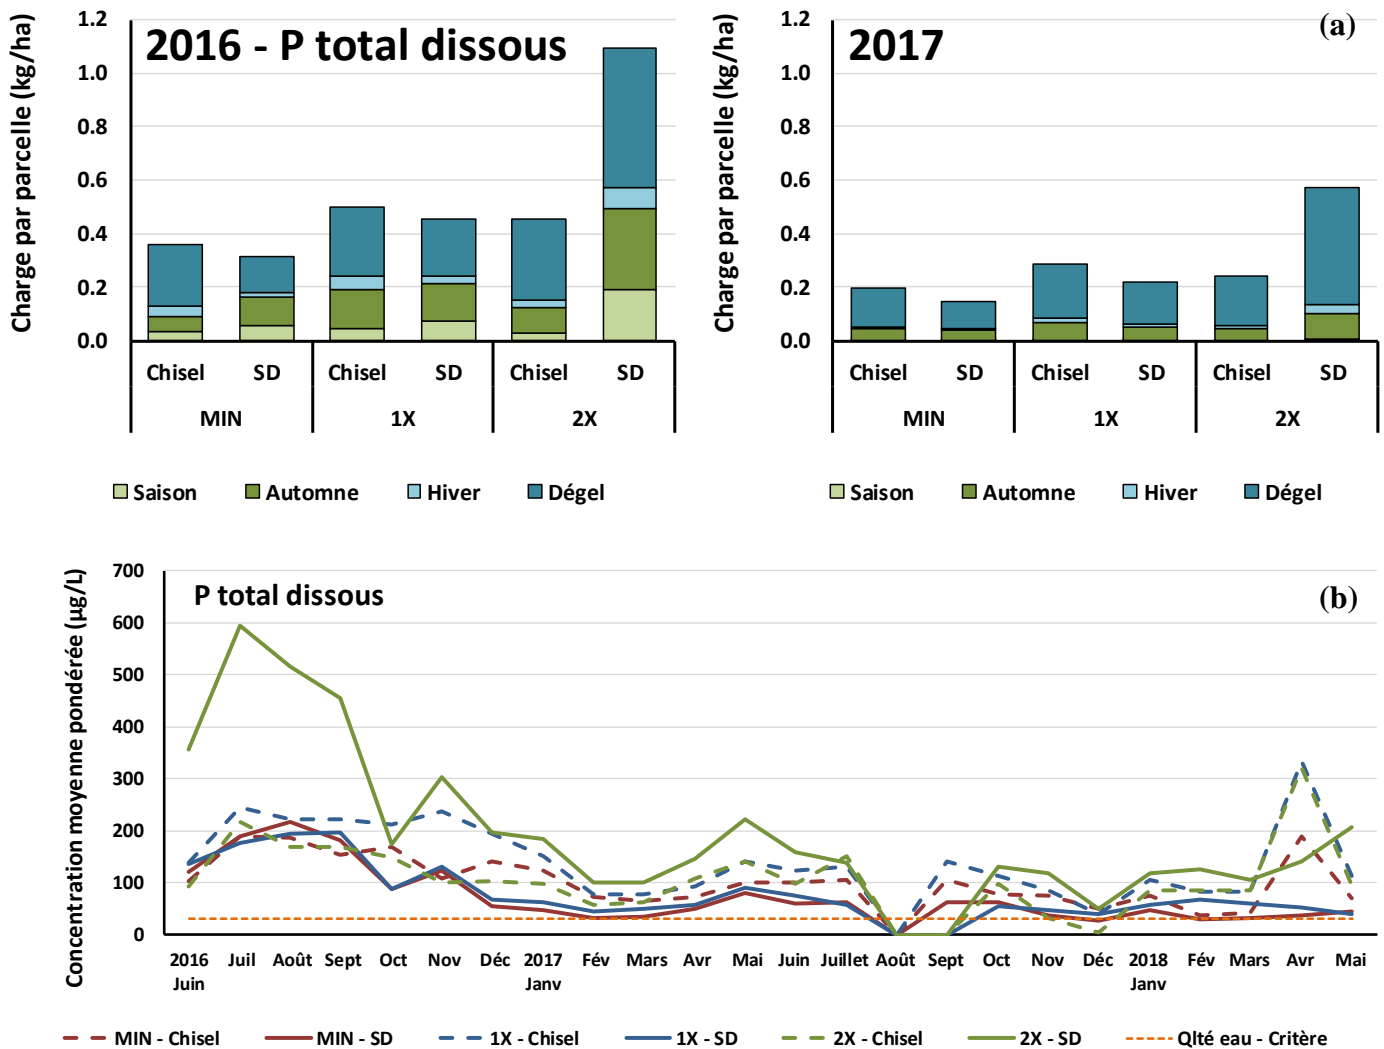 2016 - P total dissous
Charge par parcelle (kg/ha)
1.2
1.0
0.8
0.6
0.4
0.2
0.0
Chisel SD Chisel SD Chisel SD
MIN 1X 2X
Saison Automne Hiver Dégel
(a)
2017
Charge par parcelle (kg/ha)
1.2
1.0
0.8
0.6
0.4
0.2
0.0
Chisel SD Chisel SD Chisel SD
MIN 1X 2X
Saison Automne Hiver Dégel
(b)
P total dissous
Concentration moyenne pondérée (µg/L)
700
600
500
400
300
200
100
0
2016 Juil Août Sept Oct Nov Déc 2017 Fév Mars Avr Mai Juin Juillet Août Sept Oct Nov Déc 2018 Fév Mars Avr Mai
Juin Janv Janv
MIN - Chisel MIN - SD 1X - Chisel 1X - SD 2X - Chisel 2X - SD Qlté eau - Critère